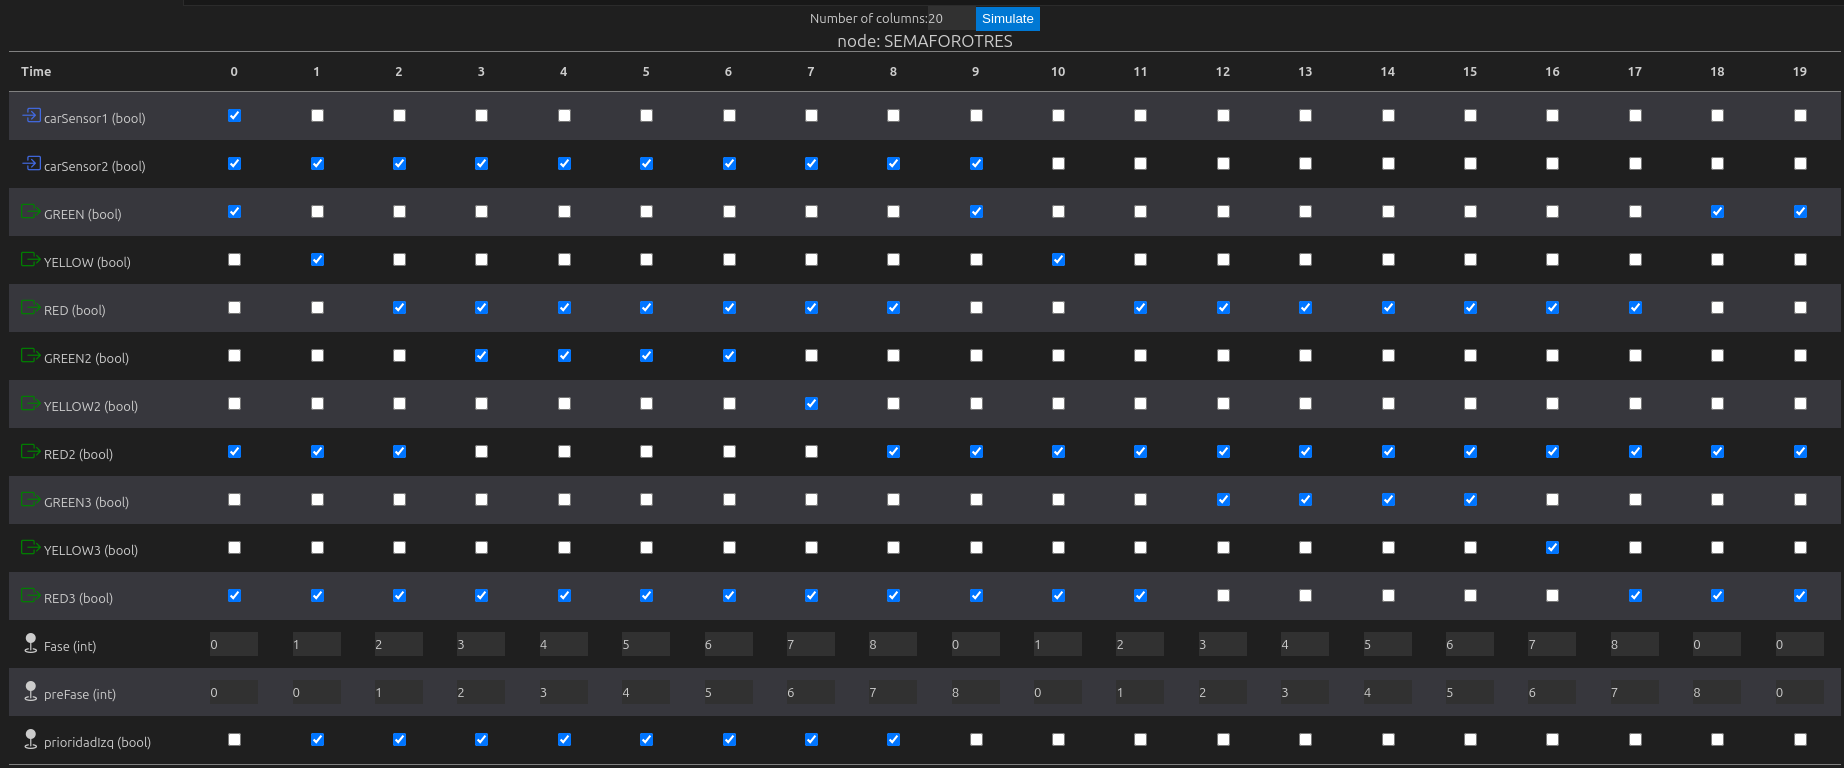 Number of columns:20 Simulate
node: SEMAFOROTRES
Time 0 1 2 3 4 5 6 7 8 9 10 11 12 13 14 15 16 17 18 19
carSensor1 (bool)
carSensor2 (bool)
GREEN (bool)
YELLOW (bool)
RED (bool)
GREEN2 (bool)
YELLOW2 (bool)
RED2 (bool)
GREEN3 (bool)
YELLOW3 (bool)
RED3 (bool)
Fase (int) 0 1 2 3 4 5 6 7 8 0 1 2 3 4 5 6 7 8 0 0
preFase (int) 0 0 1 2 3 4 5 6 7 8 0 1 2 3 4 5 6 7 8 0
prioridadIzq (bool)